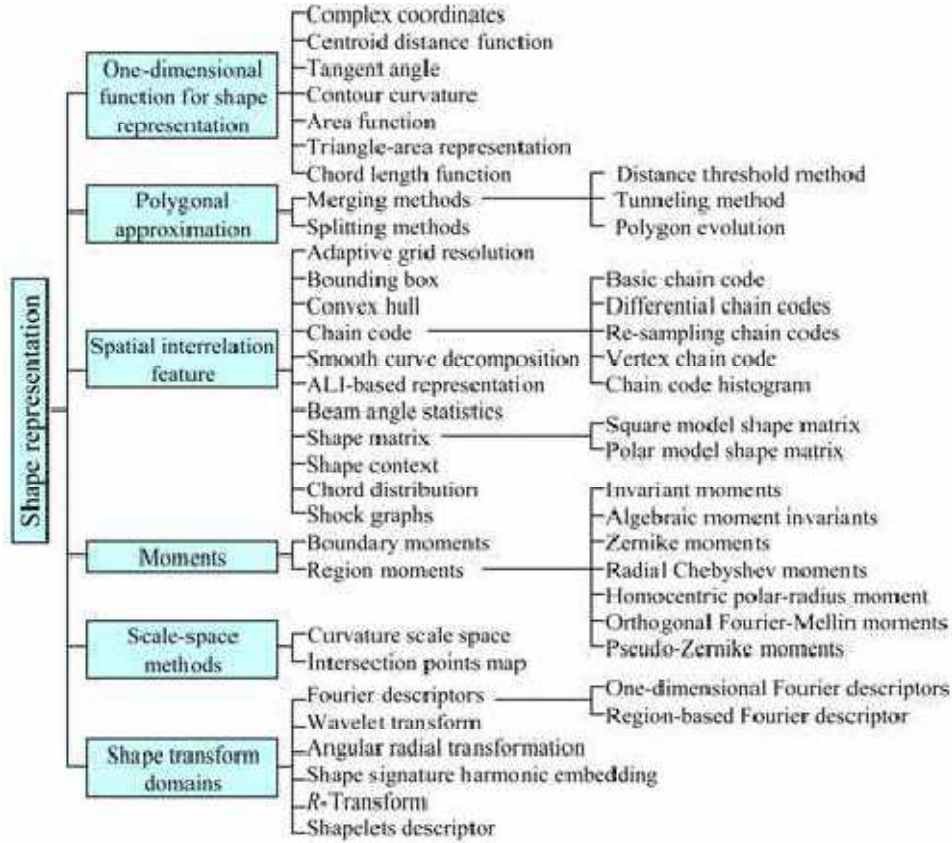 Shape representation
One-dimensional
function for shape
representation
Complex coordinates
Centroid distance function
Tangent angle
Contour curvature
Area function
Triangle-area representation
Chord length function
Polygonal
approximation
Merging methods
Distance threshold method
Tunneling method
Polygon evolution
Splitting methods
Spatial interrelation
feature
Adaptive grid resolution
Bounding box
Convex hull
Chain code
Basic chain code
Differential chain codes
Re-sampling chain codes
Vertex chain code
Chain code histogram
Smooth curve decomposition
ALI-based representation
Beam angle statistics
Shape matrix
Square model shape matrix
Polar model shape matrix
Shape context
Chord distribution
Shock graphs
Moments
Boundary moments
Region moments
Invariant moments
Algebraic moment invariants
Zernike moments
Radial Chebyshev moments
Homocentric polar-radius moment
Orthogonal Fourier-Mellin moments
Pseudo-Zernike moments
Scale-space
methods
Curvature scale space
Intersection points map
Shape transform
domains
Fourier descriptors
One-dimensional Fourier descriptors
Region-based Fourier descriptor
Wavelet transform
Angular radial transformation
Shape signature harmonic embedding
R-Transform
Shapelets descriptor